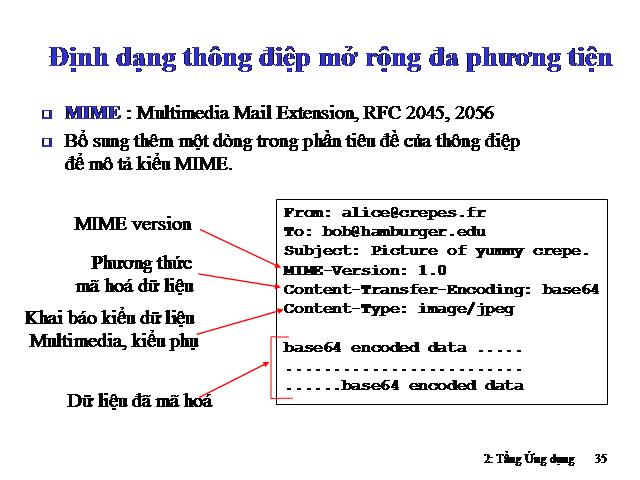 Định dạng thông điệp mở rộng đa phương tiện
MIME : Multimedia Mail Extension, RFC 2045, 2056
Bổ sung thêm một dòng trong phần tiêu đề của thông điệp
để mô tả kiểu MIME.
MIME version
Phương thức
mã hoá dữ liệu
Khai báo kiểu dữ liệu
Multimedia, kiểu phụ
Dữ liệu đã mã hoá
From: alice@crepes.fr
To: bob@hamburger.edu
Subject: Picture of yummy crepe.
MIME-Version: 1.0
Content-Transfer-Encoding: base64
Content-Type: image/jpeg
base64 encoded data .....
.........................
......base64 encoded data
2: Tầng Ứng dụng 35